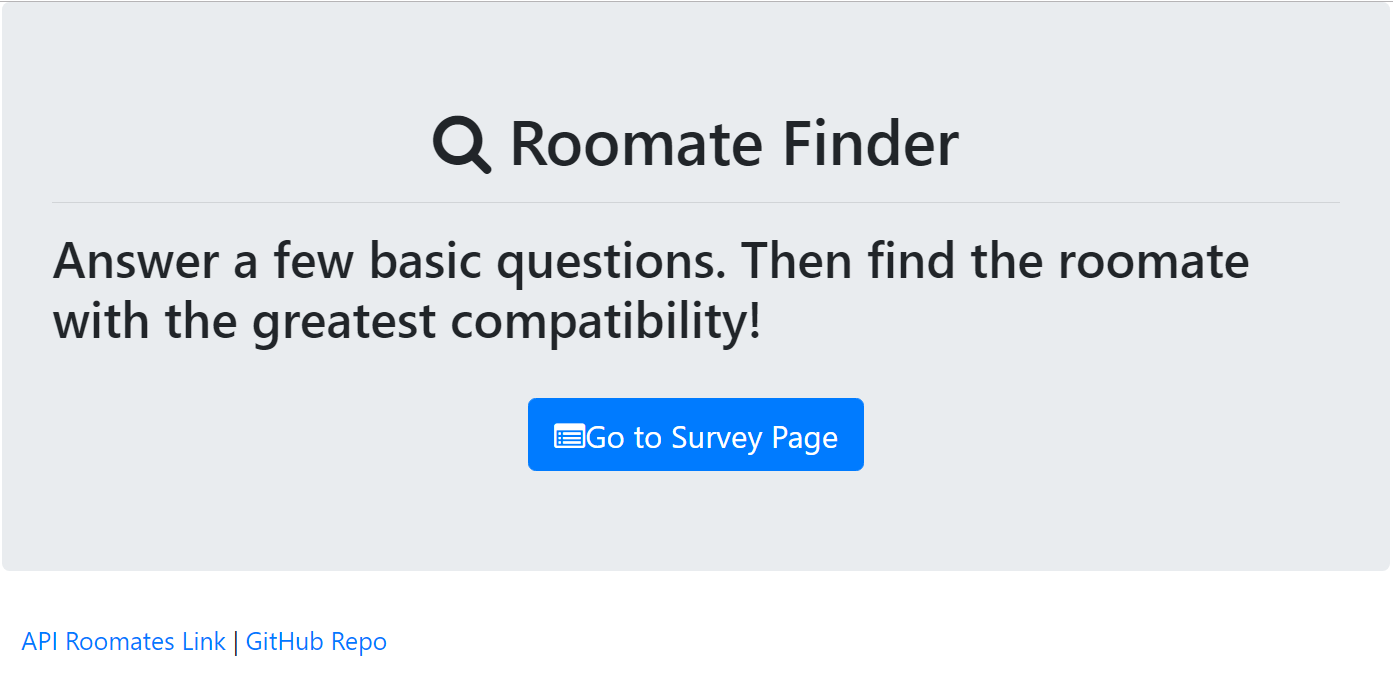 Roomate Finder
Answer a few basic questions. Then find the roomate
with the greatest compatibility!
Go to Survey Page
API Roomates Link | GitHub Repo